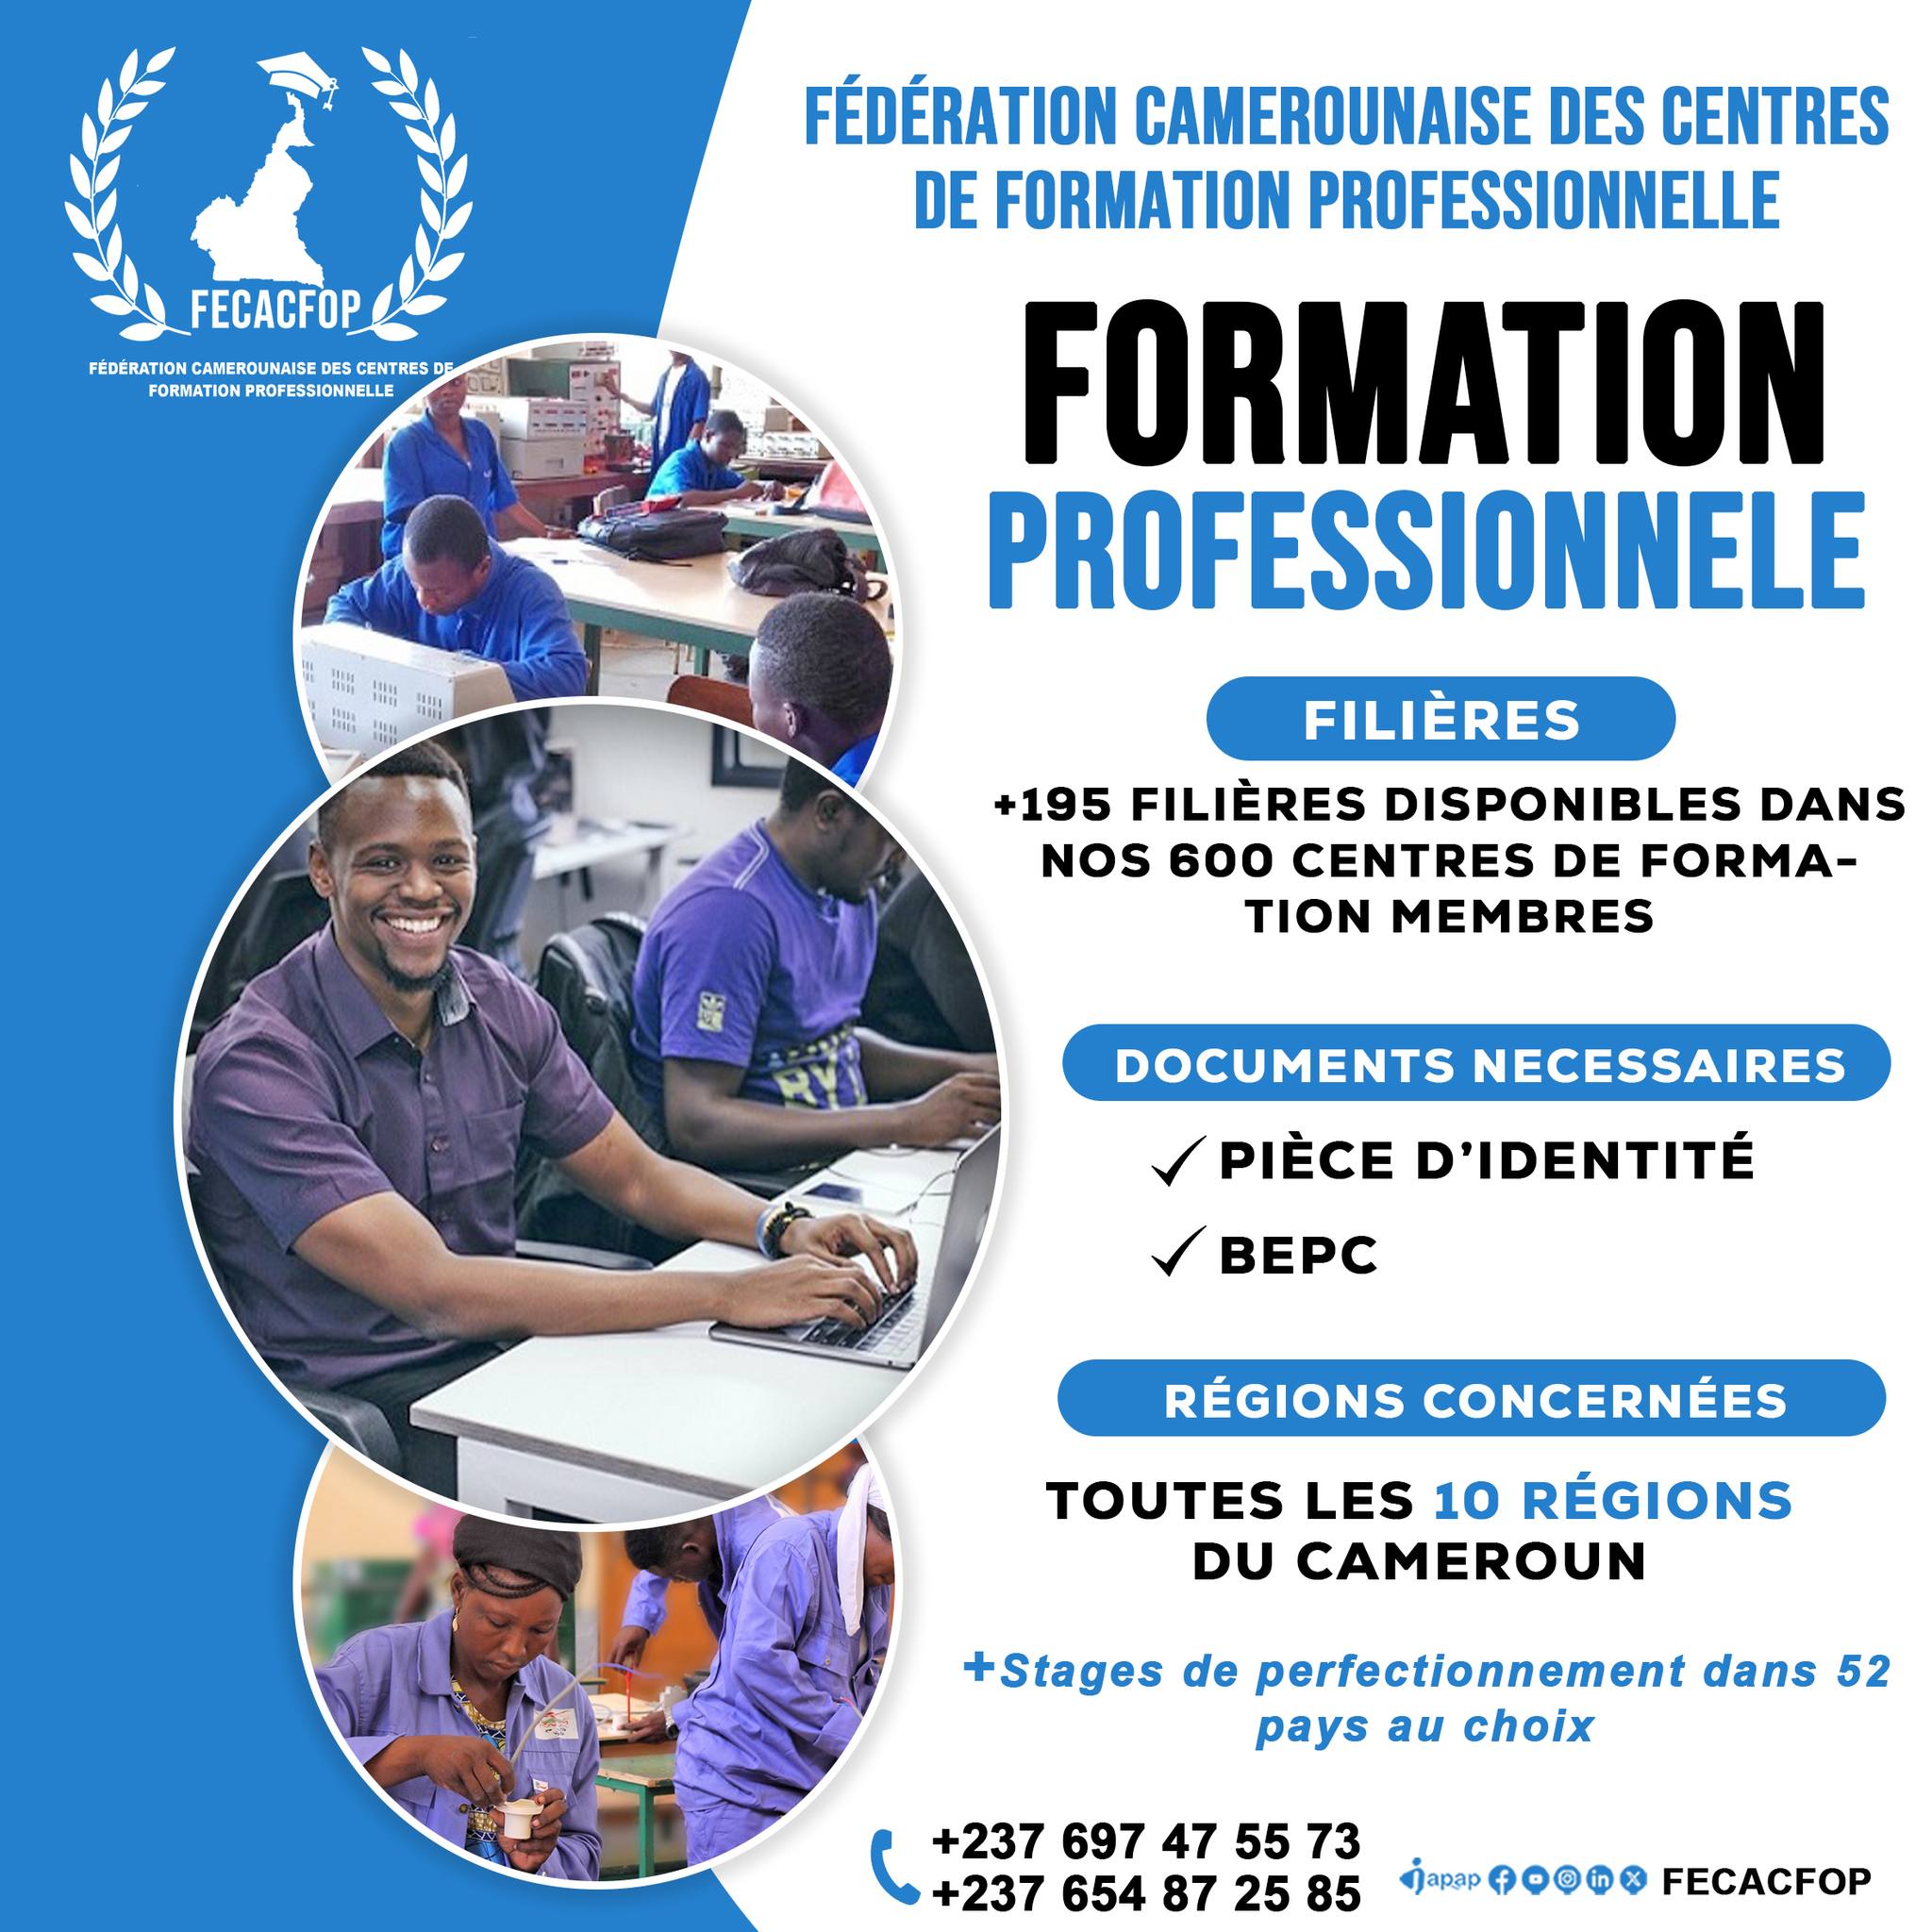 FECACFOP
FÉDÉRATION CAMEROUNAISE DES CENTRES DE
FORMATION PROFESSIONNELLE
FÉDÉRATION CAMEROUNAISE DES CENTRES
DE FORMATION PROFESSIONNELLE
FORMATION
PROFESSIONNELE
FILIÈRES
+195 FILIÈRES DISPONIBLES DANS
NOS 600 CENTRES DE FORMA-
TION MEMBRES
DOCUMENTS NECESSAIRES
PIÈCE D'IDENTITÉ
BEPC
RÉGIONS CONCERNÉES
TOUTES LES 10 RÉGIONS
DU CAMEROUN
+Stages de perfectionnement dans 52
pays au choix
+237 697 47 55 73
+237 654 87 25 85
japap FECACFOP